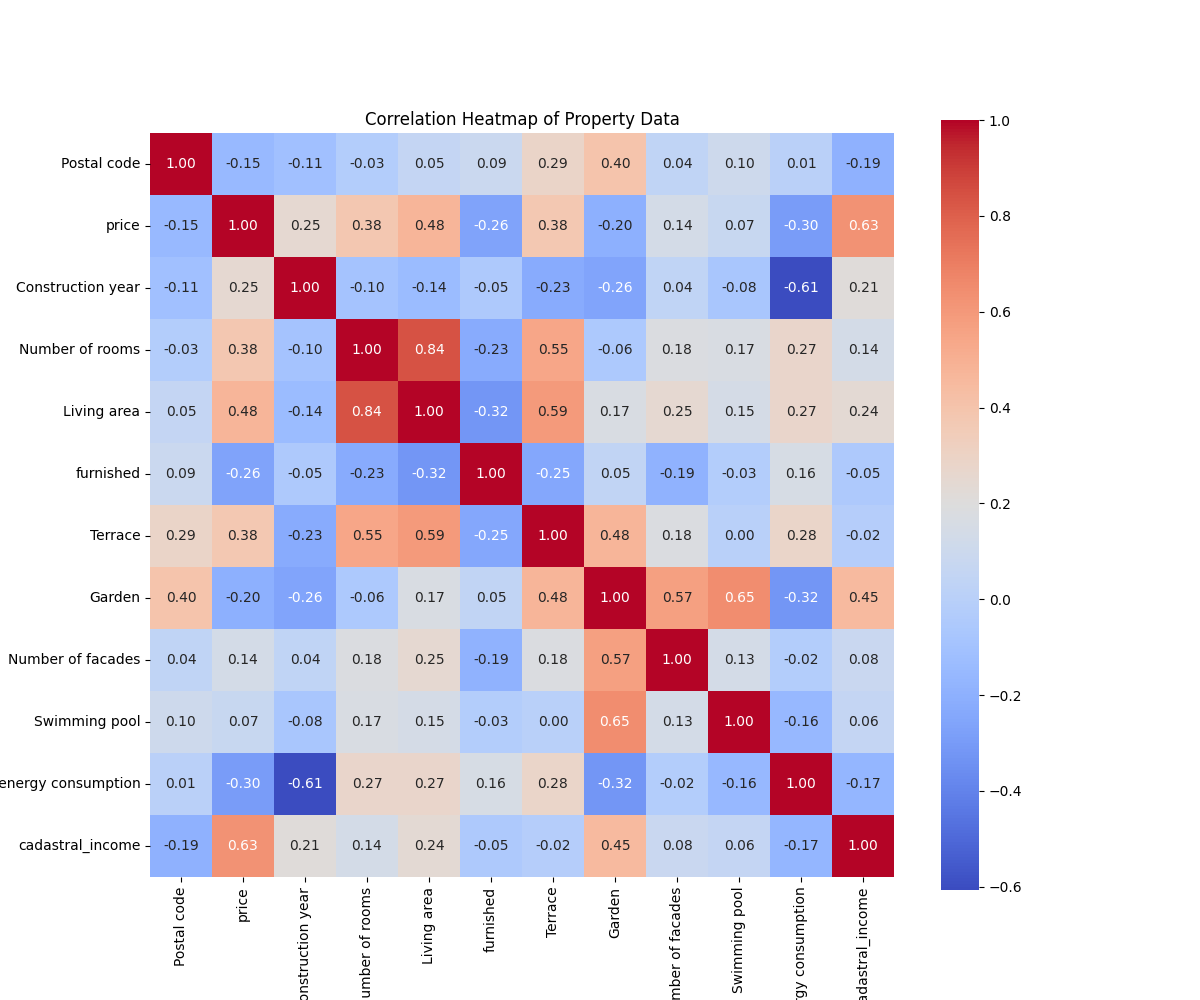 Correlation Heatmap of Property Data
Postal code 1.00 -0.15 -0.11 -0.03 0.05 0.09 0.29 0.40 0.04 0.10 0.01 -0.19
price -0.15 1.00 0.25 0.38 0.48 -0.26 0.38 -0.20 0.14 0.07 -0.30 0.63
Construction year -0.11 0.25 1.00 -0.10 -0.14 -0.05 -0.23 -0.26 0.04 -0.08 -0.61 0.21
Number of rooms -0.03 0.38 -0.10 1.00 0.84 -0.23 0.55 -0.06 0.18 0.17 0.27 0.14
Living area 0.05 0.48 -0.14 0.84 1.00 -0.32 0.59 0.17 0.25 0.15 0.27 0.24
furnished 0.09 -0.26 -0.05 -0.23 -0.32 1.00 -0.25 0.05 -0.19 -0.03 0.16 -0.05
Terrace 0.29 0.38 -0.23 0.55 0.59 -0.25 1.00 0.48 0.18 0.00 0.28 -0.02
Garden 0.40 -0.20 -0.26 -0.06 0.17 0.05 0.48 1.00 0.57 0.65 -0.32 0.45
Number of facades 0.04 0.14 0.04 0.18 0.25 -0.19 0.18 0.57 1.00 0.13 -0.02 0.08
Swimming pool 0.10 0.07 -0.08 0.17 0.15 -0.03 0.00 0.65 0.13 1.00 -0.16 0.06
energy consumption 0.01 -0.30 -0.61 0.27 0.27 0.16 0.28 -0.32 -0.02 -0.16 1.00 -0.17
cadastral_income -0.19 0.63 0.21 0.14 0.24 -0.05 -0.02 0.45 0.08 0.06 -0.17 1.00
Postal code
price
onstruction year
umber of rooms
Living area
furnished
Terrace
Garden
mber of facades
Swimming pool
gy consumption
adastral_income
1.0
0.8
0.6
0.4
0.2
0.0
−0.2
−0.4
−0.6